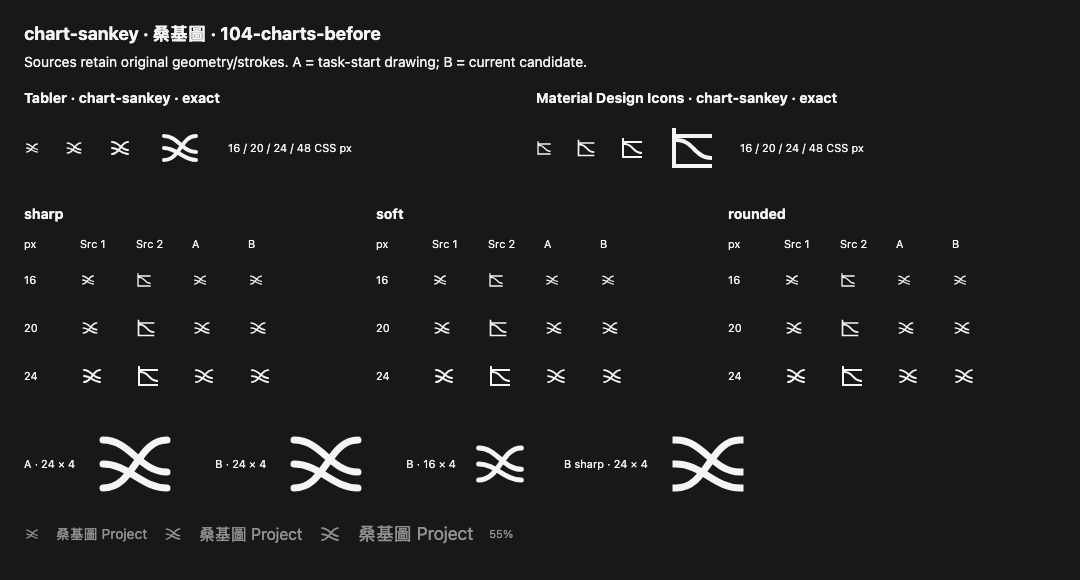 chart-sankey · 桑基圖 · 104-charts-before
Sources retain original geometry/strokes. A = task-start drawing; B = current candidate.
Tabler · chart-sankey · exact
16 / 20 / 24 / 48 CSS px
Material Design Icons · chart-sankey · exact
16 / 20 / 24 / 48 CSS px
sharp
px Src 1 Src 2 A B
16
20
24
soft
px Src 1 Src 2 A B
16
20
24
rounded
px Src 1 Src 2 A B
16
20
24
A · 24 × 4
B · 24 × 4
B · 16 × 4
B sharp · 24 × 4
桑基圖 Project 桑基圖 Project 桑基圖 Project 55%